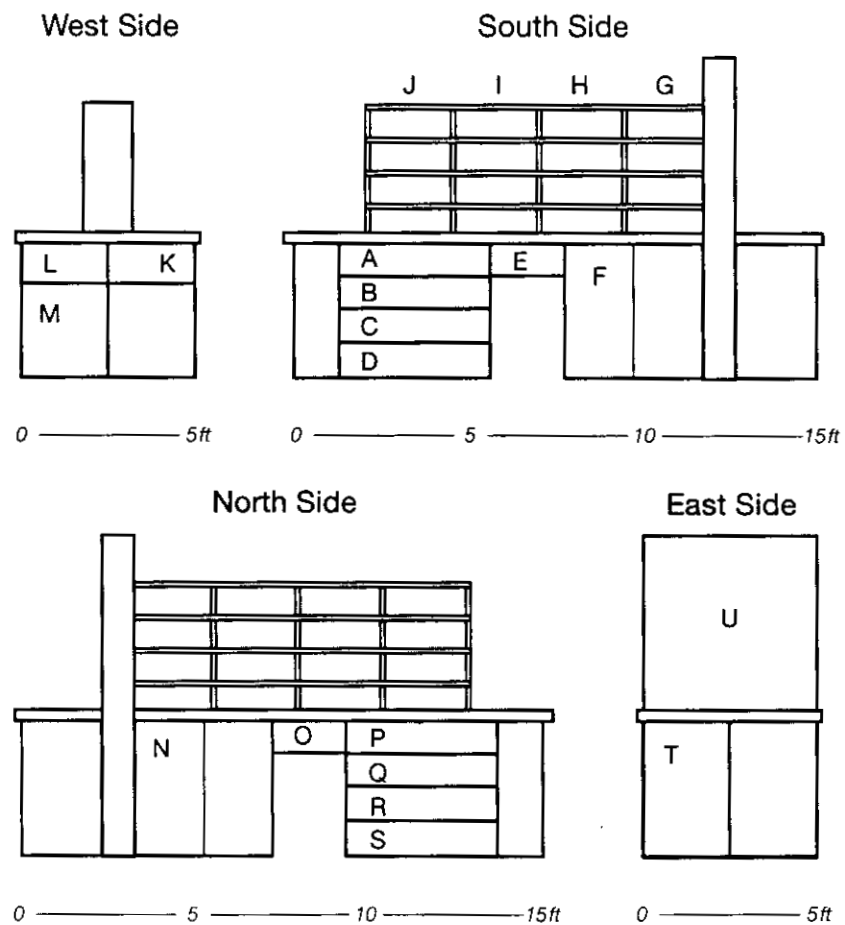 West Side
South Side
J I H G
L K
M
A E F
B
C
D
0 5ft
0 5 10 15ft
North Side
East Side
U
N O P T
Q
R
S
0 5 10 15ft
0 5ft